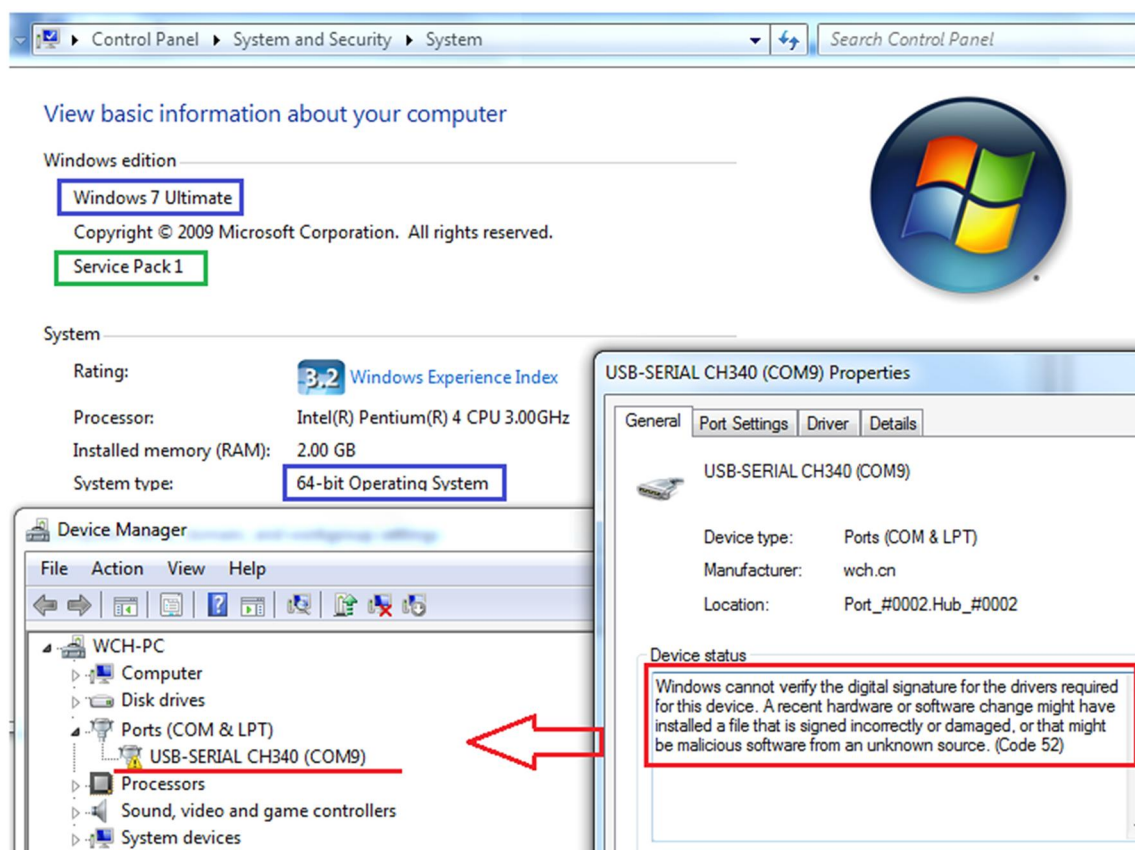 Control Panel System and Security System
Search Control Panel
View basic information about your computer
Windows edition
Windows 7 Ultimate
Copyright © 2009 Microsoft Corporation. All rights reserved.
Service Pack 1
System
Rating:
3,2 Windows Experience Index
Processor:
Intel(R) Pentium(R) 4 CPU 3.00GHz
Installed memory (RAM):
2.00 GB
System type:
64-bit Operating System
Device Manager
File Action View Help
WCH-PC
Computer
Disk drives
Ports (COM & LPT)
USB-SERIAL CH340 (COM9)
Processors
Sound, video and game controllers
System devices
USB-SERIAL CH340 (COM9) Properties
General Port Settings Driver Details
USB-SERIAL CH340 (COM9)
Device type: Ports (COM & LPT)
Manufacturer: wch.cn
Location: Port_#0002.Hub_#0002
Device status
Windows cannot verify the digital signature for the drivers required
for this device. A recent hardware or software change might have
installed a file that is signed incorrectly or damaged, or that might
be malicious software from an unknown source. (Code 52)